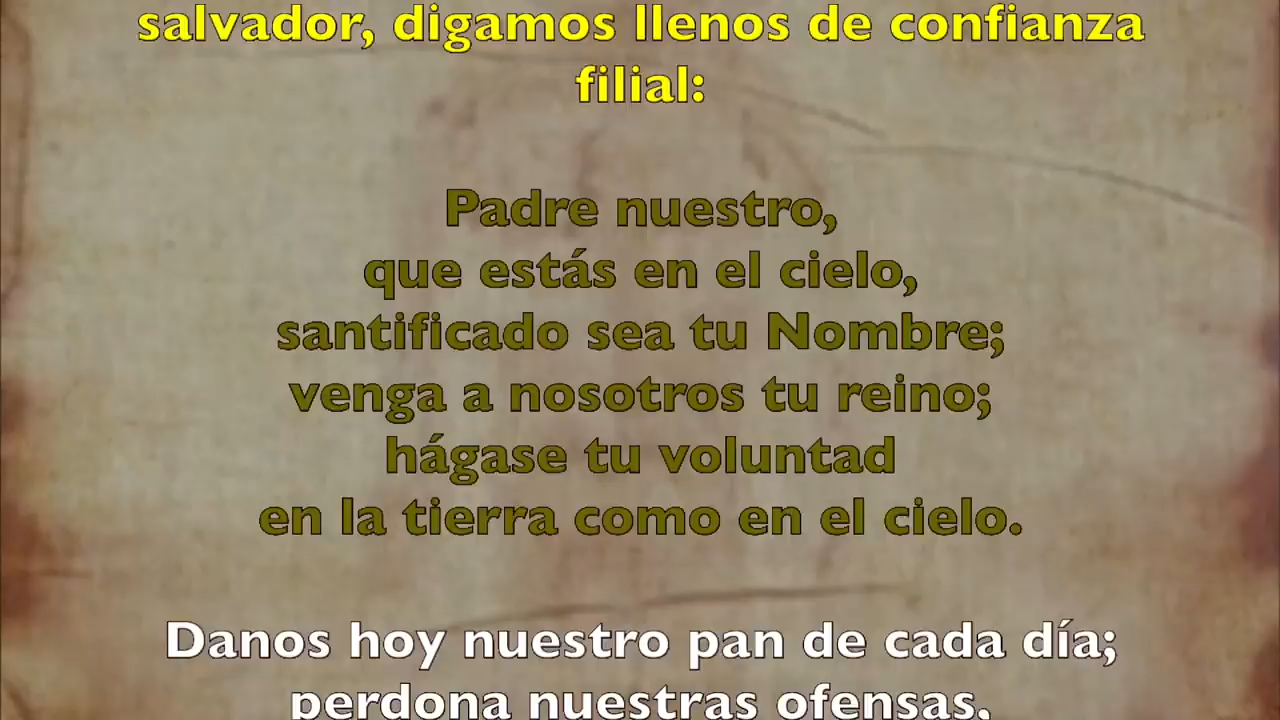 salvador, digamos llenos de confianza
filial:
Padre nuestro,
que estás en el cielo,
santificado sea tu Nombre;
venga a nosotros tu reino;
hágase tu voluntad
en la tierra como en el cielo.
Danos hoy nuestro pan de cada día;
perdona nuestras ofensas,